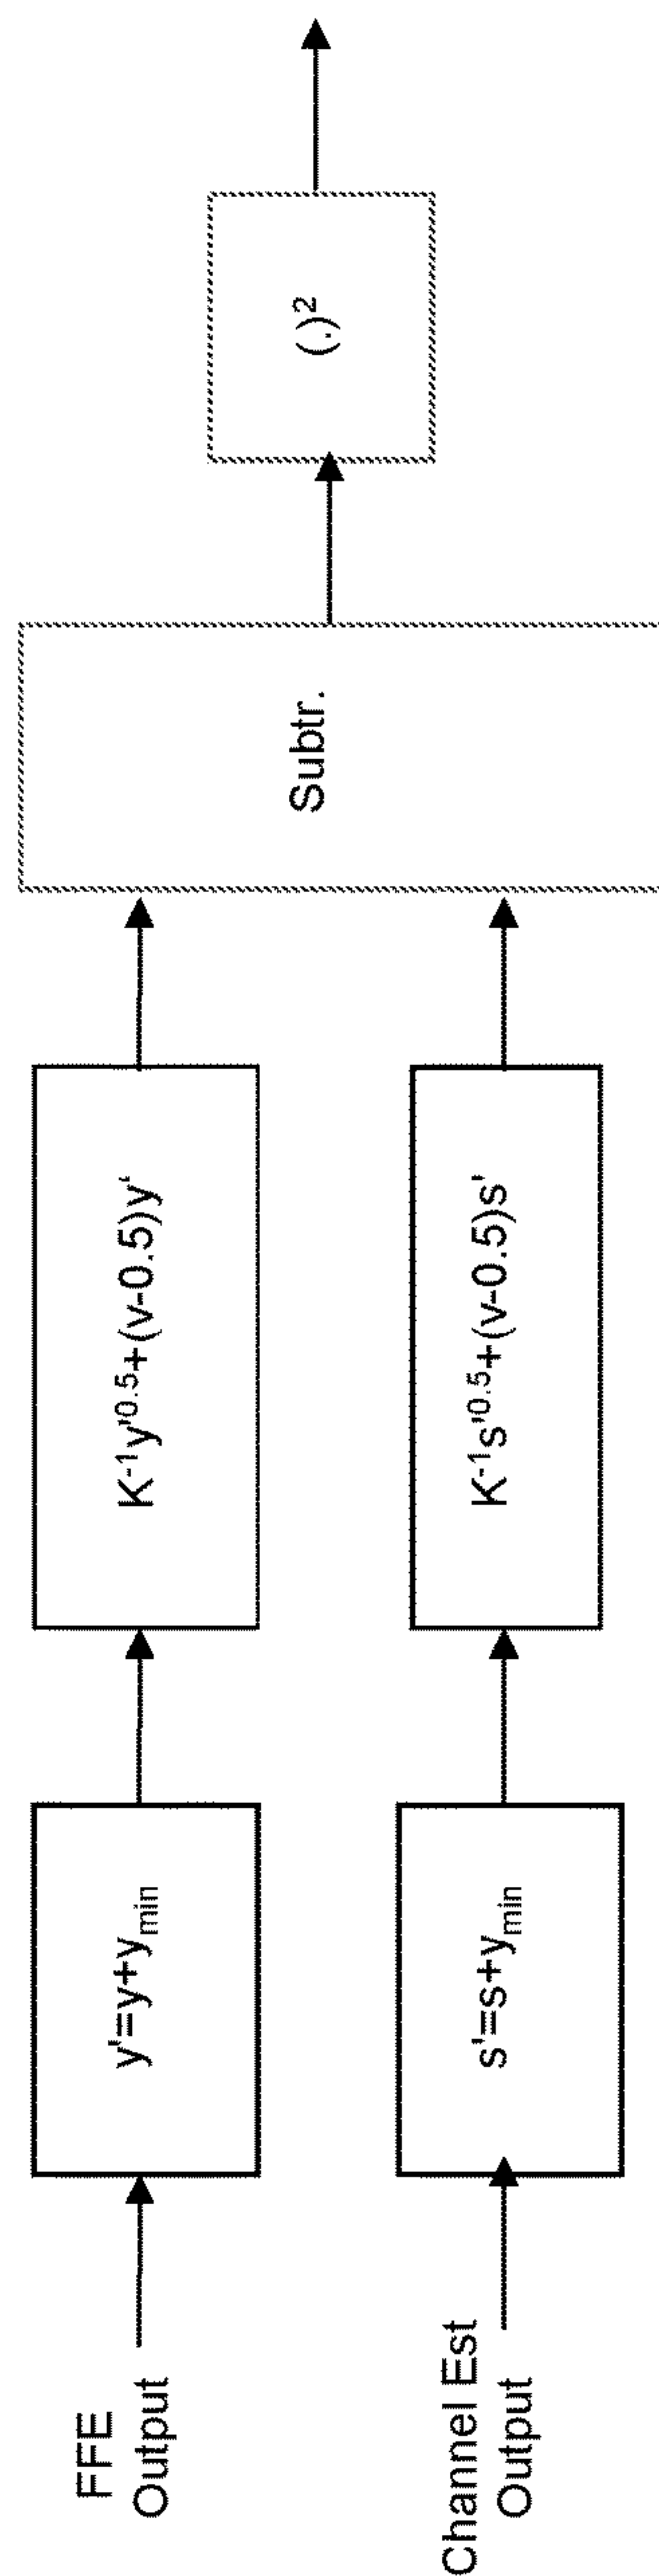 FFE
Output
y'=y+y_min
K⁻¹y'⁰·⁵+(v-0.5)y'
Channel Est
Output
s'=s+y_min
K⁻¹s'⁰·⁵+(v-0.5)s'
Subtr.
(.)²